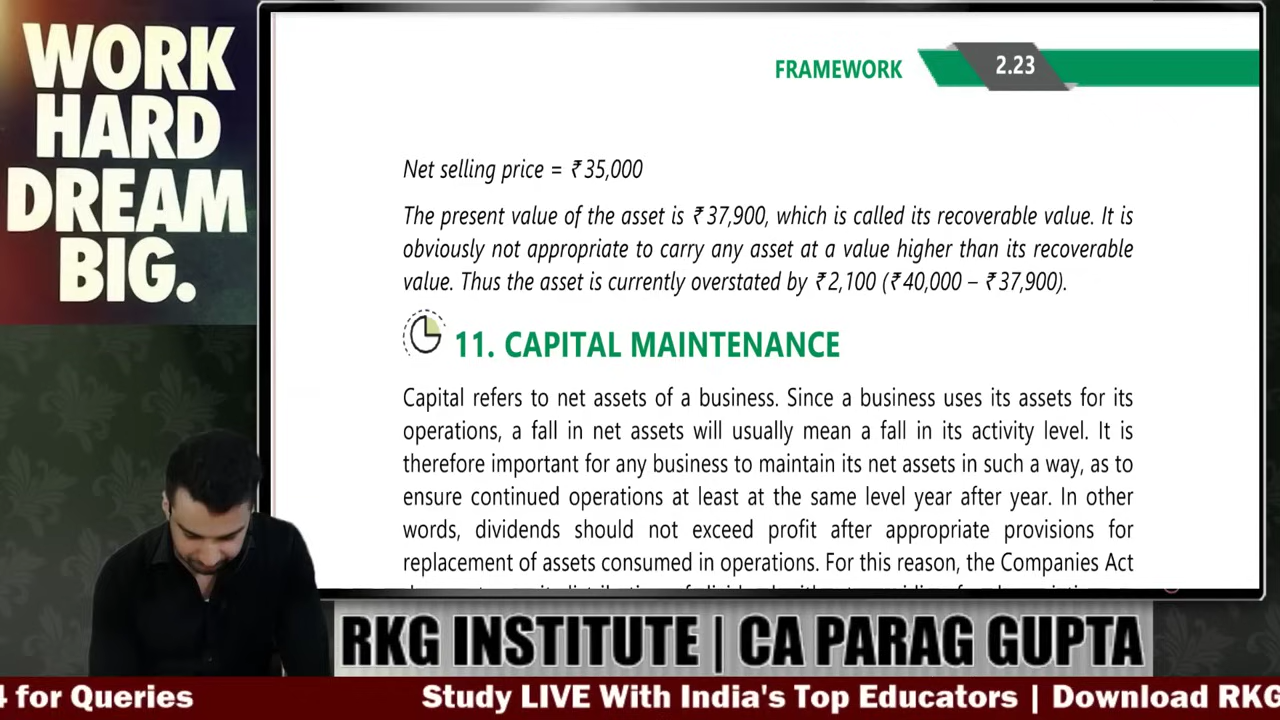 WORK
HARD
DREAM
BIG.
FRAMEWORK 2.23
Net selling price = ₹ 35,000
The present value of the asset is ₹ 37,900, which is called its recoverable value. It is
obviously not appropriate to carry any asset at a value higher than its recoverable
value. Thus the asset is currently overstated by ₹ 2,100 (₹ 40,000 – ₹ 37,900).
11. CAPITAL MAINTENANCE
Capital refers to net assets of a business. Since a business uses its assets for its
operations, a fall in net assets will usually mean a fall in its activity level. It is
therefore important for any business to maintain its net assets in such a way, as to
ensure continued operations at least at the same level year after year. In other
words, dividends should not exceed profit after appropriate provisions for
replacement of assets consumed in operations. For this reason, the Companies Act
RKG INSTITUTE | CA PARAG GUPTA
4 for Queries Study LIVE With India's Top Educators | Download RKG